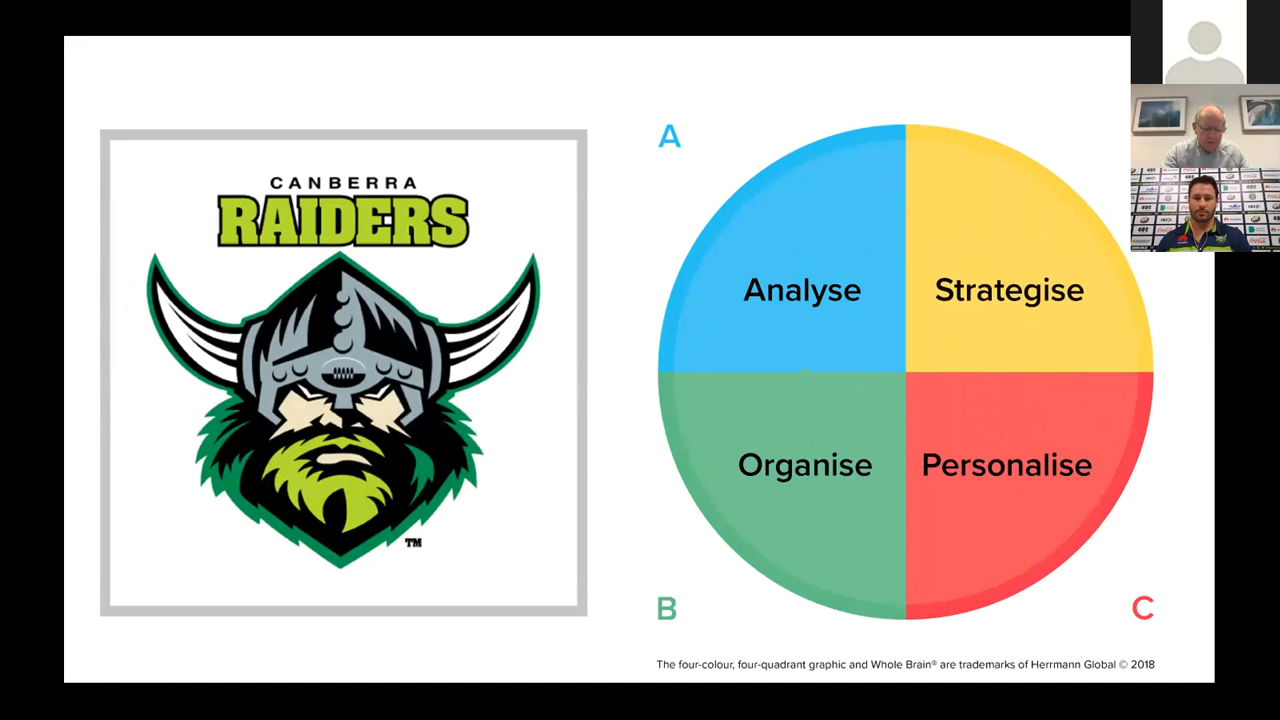 CANBERRA
RAIDERS
TM
A
Analyse
Strategise
Organise
Personalise
B
C
The four-colour, four-quadrant graphic and Whole Brain® are trademarks of Herrmann Global © 2018